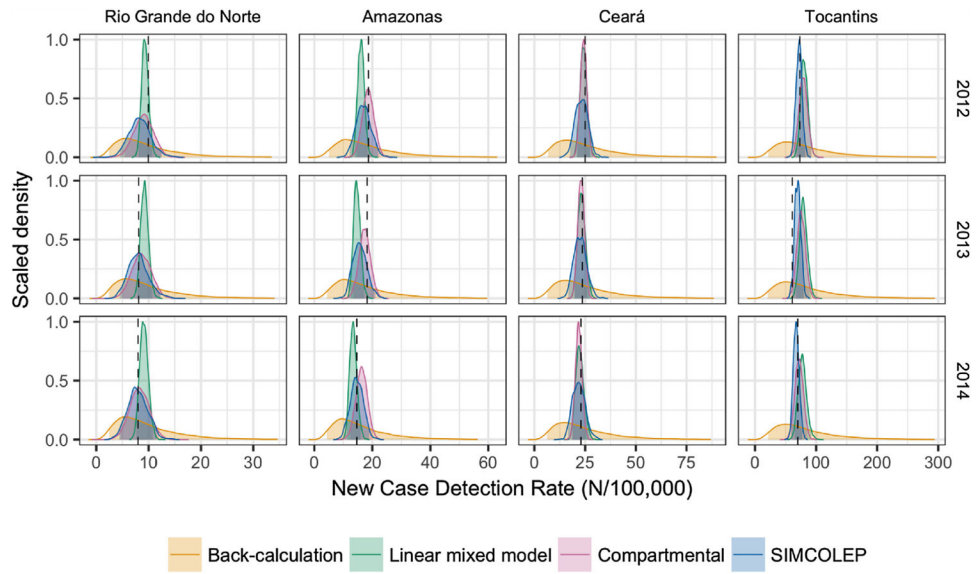 Rio Grande do Norte Amazonas Ceará Tocantins
1.0
0.5
0.0
2012
1.0
0.5
0.0
2013
1.0
0.5
0.0
2014
0 10 20 30 0 20 40 60 0 25 50 75 0 100 200 300
Scaled density
New Case Detection Rate (N/100,000)
Back-calculation Linear mixed model Compartmental SIMCOLEP